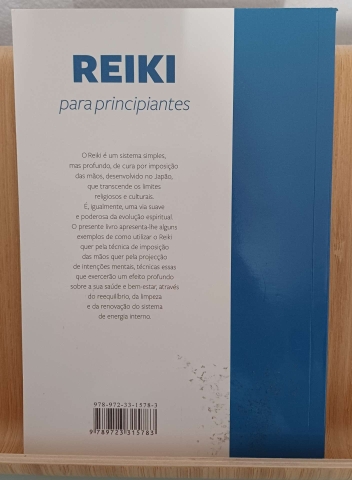 REIKI
para principiantes
O Reiki é um sistema simples,
mas profundo, de cura por imposição
das mãos, desenvolvido no Japão,
que transcende os limites
religiosos e culturais.
É, igualmente, uma via suave
e poderosa da evolução espiritual.
O presente livro apresenta-lhe alguns
exemplos de como utilizar o Reiki
quer pela técnica de imposição
das mãos quer pela projecção
de intenções mentais, técnicas essas
que exercerão um efeito profundo
sobre a sua saúde e bem-estar, através
do reequilíbrio, da limpeza
e da renovação do sistema
de energia interno.
978-972-33-1578-3
9 789723 315783